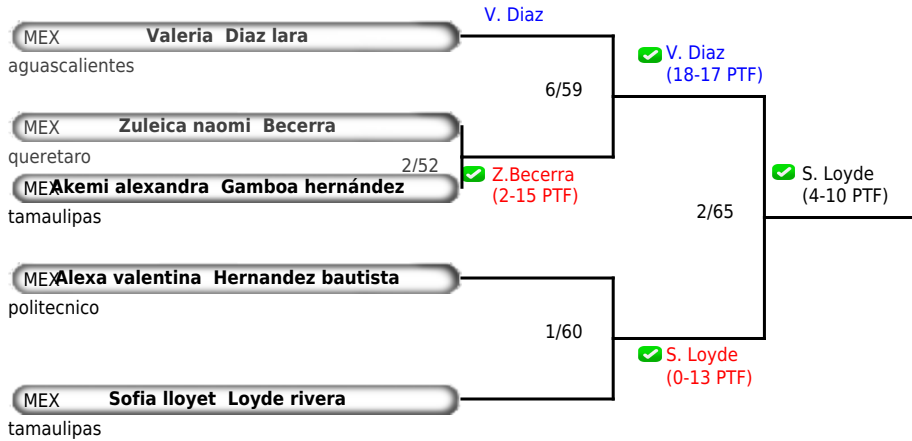 V. Diaz
MEX Valeria Diaz lara
aguascalientes
V. Diaz
(18-17 PTF)
6/59
MEX Zuleica naomi Becerra
queretaro
2/52
Z.Becerra
(2-15 PTF)
MEX Akemi alexandra Gamboa hernández
tamaulipas
S. Loyde
(4-10 PTF)
2/65
MEX Alexa valentina Hernandez bautista
politecnico
1/60
S. Loyde
(0-13 PTF)
MEX Sofia lloyet Loyde rivera
tamaulipas